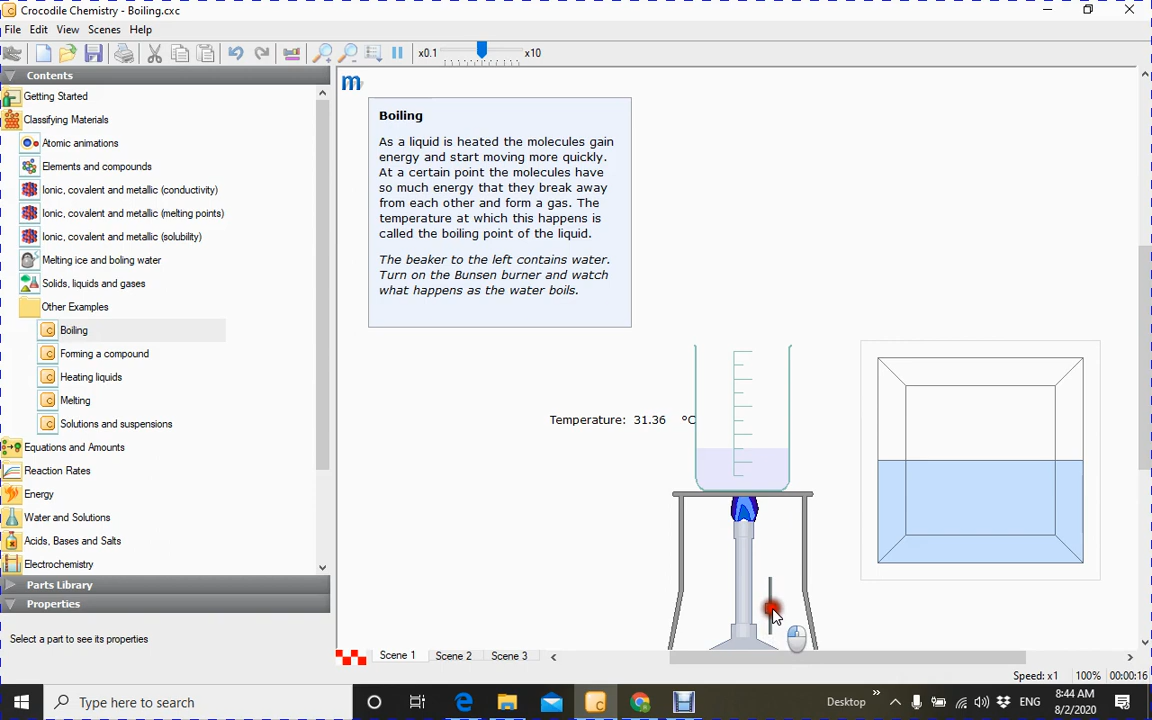 Crocodile Chemistry - Boiling.cxc
File Edit View Scenes Help
x0.1 x10
Contents
Getting Started
Classifying Materials
Atomic animations
Elements and compounds
Ionic, covalent and metallic (conductivity)
Ionic, covalent and metallic (melting points)
Ionic, covalent and metallic (solubility)
Melting ice and boling water
Solids, liquids and gases
Other Examples
Boiling
Forming a compound
Heating liquids
Melting
Solutions and suspensions
Equations and Amounts
Reaction Rates
Energy
Water and Solutions
Acids, Bases and Salts
Electrochemistry
Parts Library
Properties
Select a part to see its properties
m
Boiling
As a liquid is heated the molecules gain
energy and start moving more quickly.
At a certain point the molecules have
so much energy that they break away
from each other and form a gas. The
temperature at which this happens is
called the boiling point of the liquid.
The beaker to the left contains water.
Turn on the Bunsen burner and watch
what happens as the water boils.
Temperature: 31.36 °C
Scene 1 Scene 2 Scene 3
Speed: x1 100% 00:00:16
Type here to search
Desktop
ENG
8:44 AM
8/2/2020